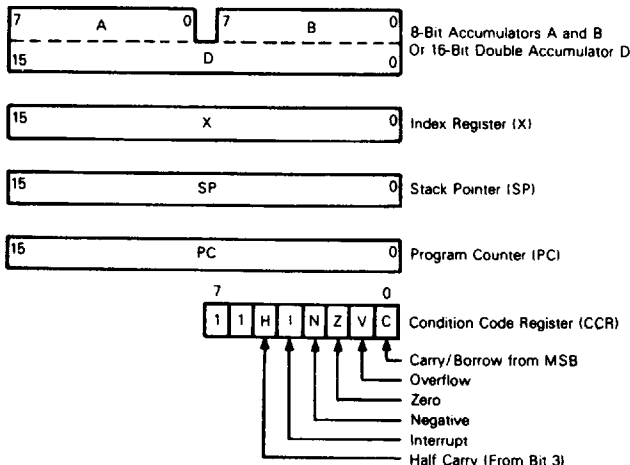 7 A 0 7 B 0
8-Bit Accumulators A and B
15 D 0
Or 16-Bit Double Accumulator D
15 X 0 Index Register (X)
15 SP 0 Stack Pointer (SP)
15 PC 0 Program Counter (PC)
7 0
1 1 H I N Z V C Condition Code Register (CCR)
Carry/Borrow from MSB
Overflow
Zero
Negative
Interrupt
Half Carry (From Bit 3)